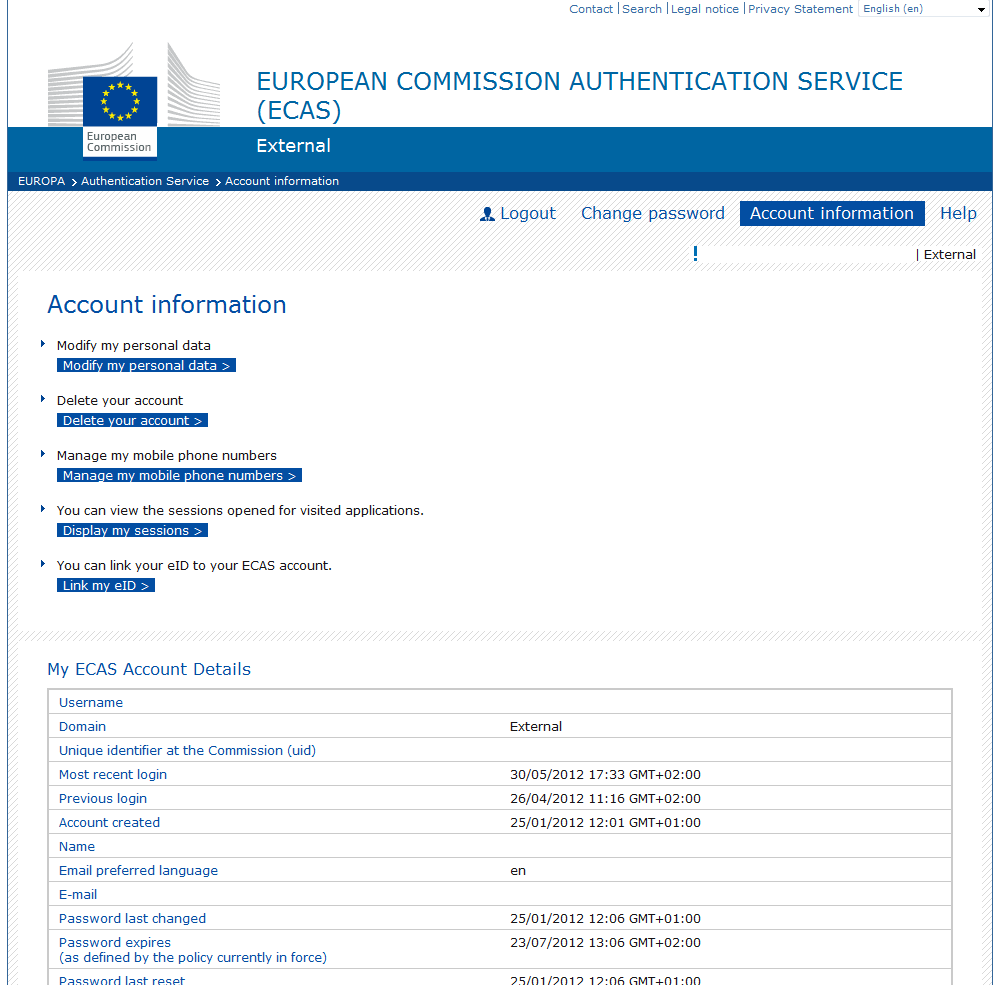 Contact | Search | Legal notice | Privacy Statement English (en)
EUROPEAN COMMISSION AUTHENTICATION SERVICE
(ECAS)
European
Commission
External
EUROPA > Authentication Service > Account information
Logout Change password Account information Help
! | External
Account information
Modify my personal data
Modify my personal data >
Delete your account
Delete your account >
Manage my mobile phone numbers
Manage my mobile phone numbers >
You can view the sessions opened for visited applications.
Display my sessions >
You can link your eID to your ECAS account.
Link my eID >
My ECAS Account Details
Username
Domain External
Unique identifier at the Commission (uid)
Most recent login 30/05/2012 17:33 GMT+02:00
Previous login 26/04/2012 11:16 GMT+02:00
Account created 25/01/2012 12:01 GMT+01:00
Name
Email preferred language en
E-mail
Password last changed 25/01/2012 12:06 GMT+01:00
Password expires 23/07/2012 13:06 GMT+02:00
(as defined by the policy currently in force)
Password last reset 25/01/2012 12:06 GMT+01:00